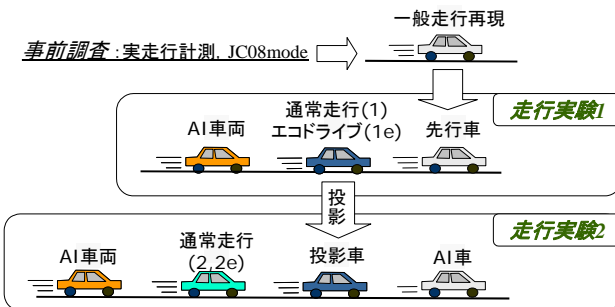 一般走行再現
事前調査:実走行計測, JC08mode
走行実験1
通常走行(1)
AI車両
エコドライブ(1e)
先行車
投影
走行実験2
AI車両
通常走行
(2,2e)
投影車
AI車